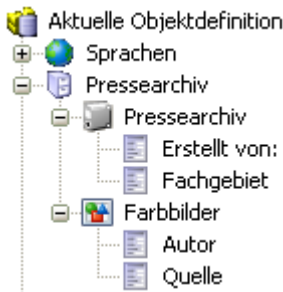 Aktuelle Objektdefinition
Sprachen
Pressearchiv
Pressearchiv
Erstellt von:
Fachgebiet
Farbbilder
Autor
Quelle